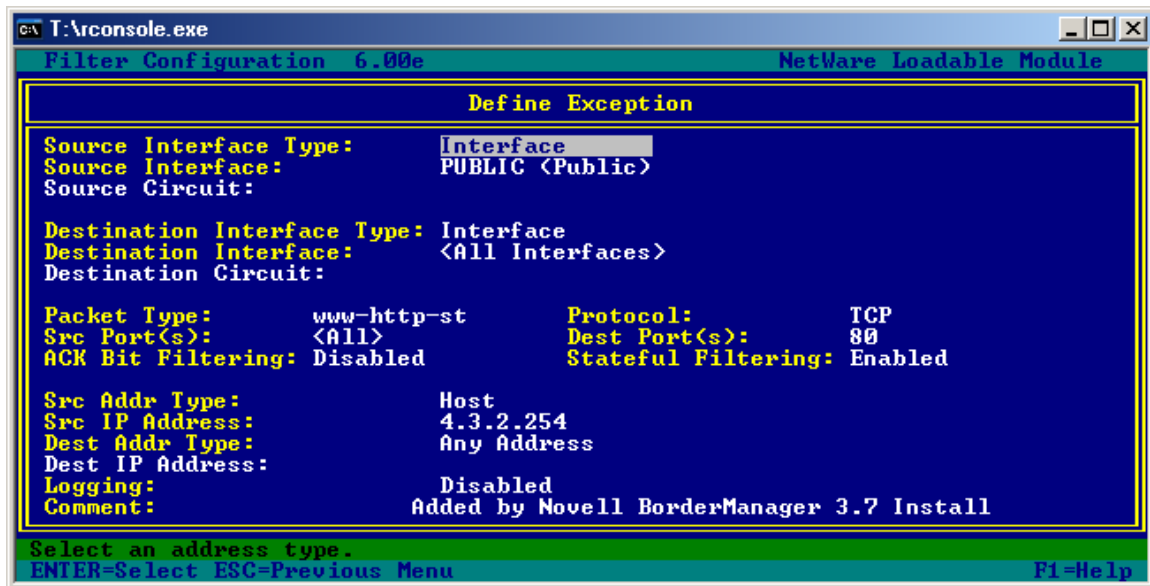 T:\rconsole.exe
Filter Configuration 6.00e NetWare Loadable Module
Define Exception
Source Interface Type: Interface
Source Interface: PUBLIC <Public>
Source Circuit:
Destination Interface Type: Interface
Destination Interface: <All Interfaces>
Destination Circuit:
Packet Type: www-http-st Protocol: TCP
Src Port(s): <All> Dest Port(s): 80
ACK Bit Filtering: Disabled Stateful Filtering: Enabled
Src Addr Type: Host
Src IP Address: 4.3.2.254
Dest Addr Type: Any Address
Dest IP Address:
Logging: Disabled
Comment: Added by Novell BorderManager 3.7 Install
Select an address type.
ENTER=Select ESC=Previous Menu F1=Help